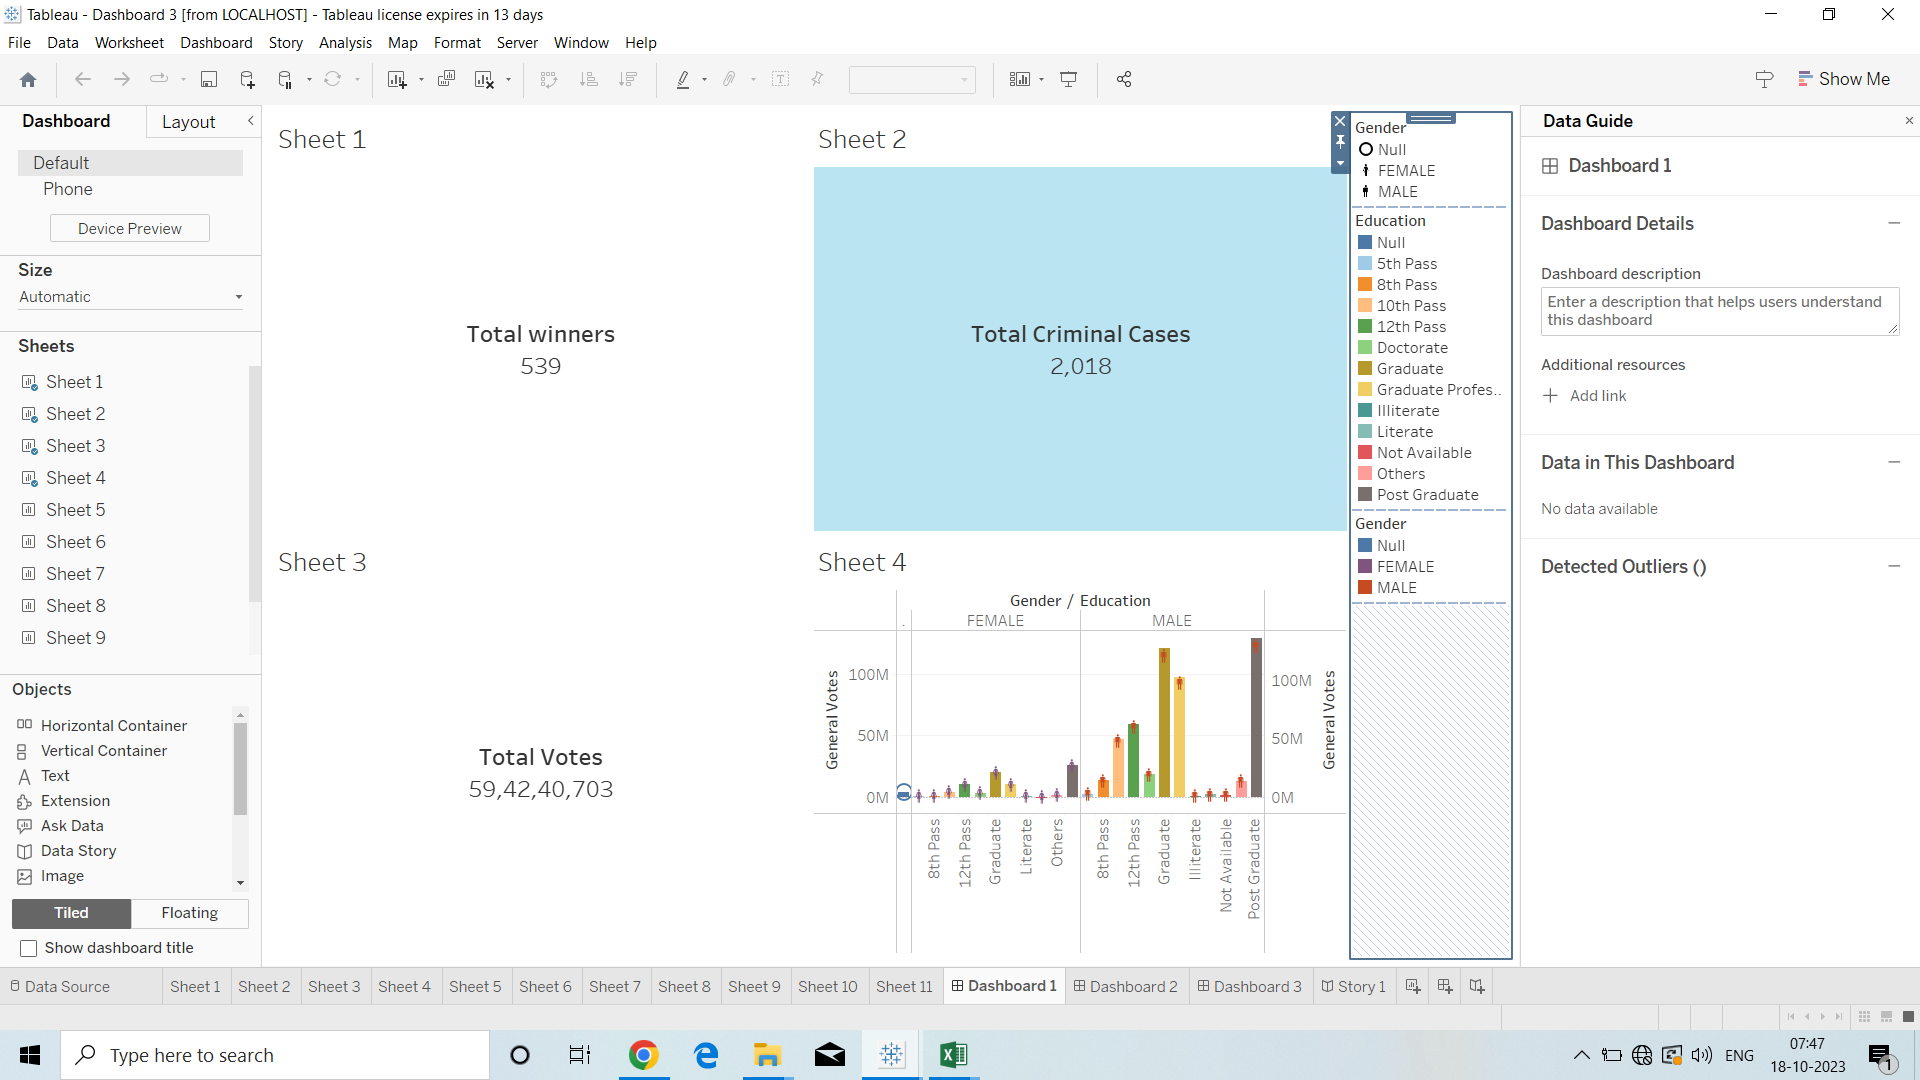 Tableau - Dashboard 3 [from LOCALHOST] - Tableau license expires in 13 days
File Data Worksheet Dashboard Story Analysis Map Format Server Window Help
Show Me
Dashboard Layout
Default
Phone
Device Preview
Size
Automatic
Sheets
Sheet 1
Sheet 2
Sheet 3
Sheet 4
Sheet 5
Sheet 6
Sheet 7
Sheet 8
Sheet 9
Objects
Horizontal Container
Vertical Container
Text
Extension
Ask Data
Data Story
Image
Tiled Floating
Show dashboard title
Sheet 1
Total winners
539
Sheet 2
Total Criminal Cases
2,018
Sheet 3
Total Votes
59,42,40,703
Sheet 4
Gender / Education
. FEMALE MALE
General Votes
100M
50M
0M
100M
50M
0M
General Votes
8th Pass
12th Pass
Graduate
Literate
Others
8th Pass
12th Pass
Graduate
Illiterate
Not Available
Post Graduate
Gender
Null
FEMALE
MALE
Education
Null
5th Pass
8th Pass
10th Pass
12th Pass
Doctorate
Graduate
Graduate Profes..
Illiterate
Literate
Not Available
Others
Post Graduate
Gender
Null
FEMALE
MALE
Data Guide
Dashboard 1
Dashboard Details
Dashboard description
Enter a description that helps users understand
this dashboard
Additional resources
Add link
Data in This Dashboard
No data available
Detected Outliers ()
Data Source Sheet 1 Sheet 2 Sheet 3 Sheet 4 Sheet 5 Sheet 6 Sheet 7 Sheet 8 Sheet 9 Sheet 10 Sheet 11 Dashboard 1 Dashboard 2 Dashboard 3 Story 1
Type here to search
ENG
07:47
18-10-2023
1